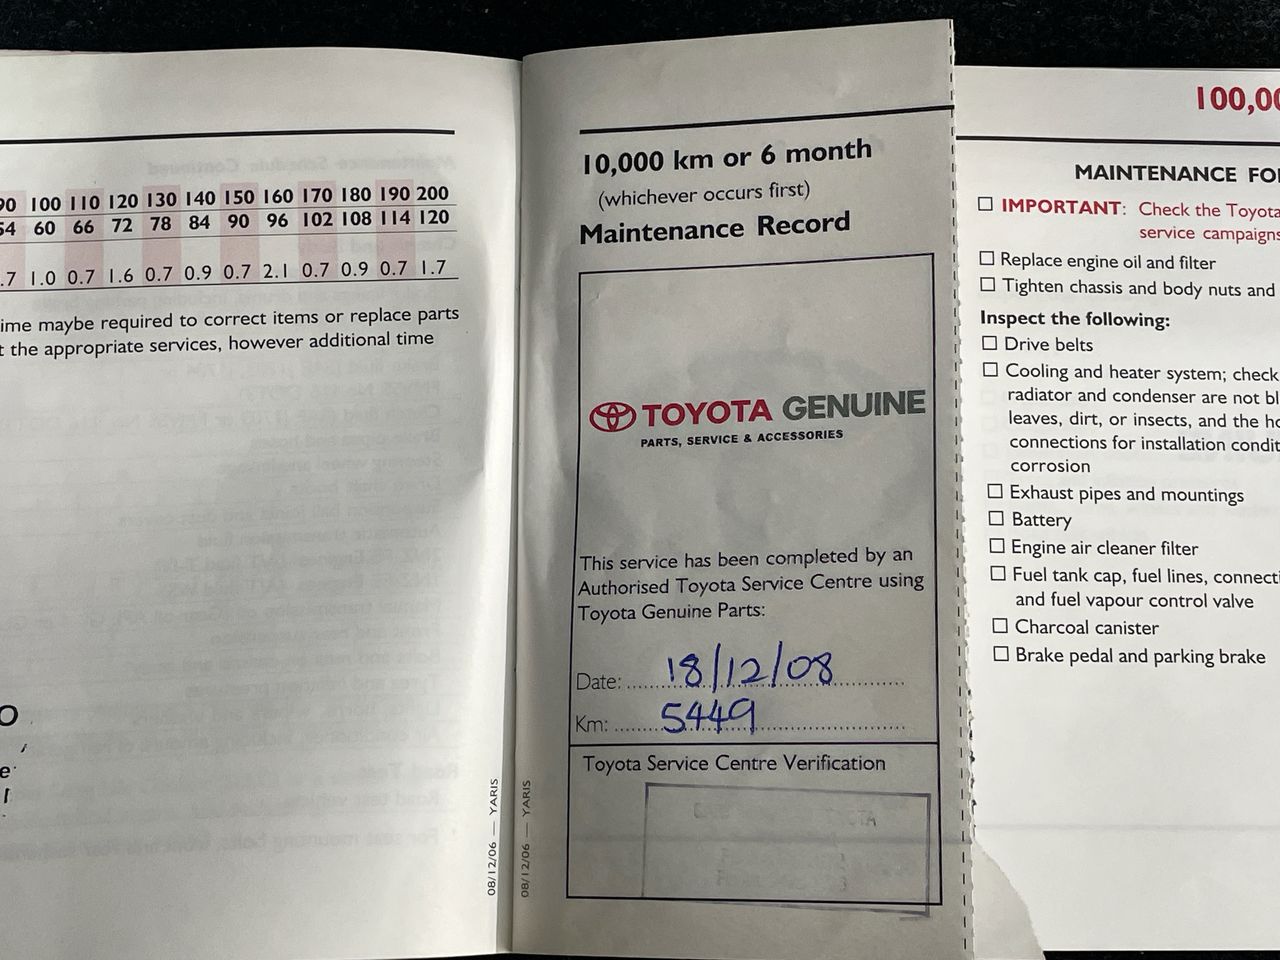 90 100 110 120 130 140 150 160 170 180 190 200
54 60 66 72 78 84 90 96 102 108 114 120
.7 1.0 0.7 1.6 0.7 0.9 0.7 2.1 0.7 0.9 0.7 1.7
ime maybe required to correct items or replace parts
t the appropriate services, however additional time
08/12/06 — YARIS
10,000 km or 6 month
(whichever occurs first)
Maintenance Record
TOYOTA GENUINE
PARTS, SERVICE & ACCESSORIES
This service has been completed by an
Authorised Toyota Service Centre using
Toyota Genuine Parts:
Date: 18/12/08
Km: 5449
Toyota Service Centre Verification
08/12/06 — YARIS
100,00
MAINTENANCE FO
☐ IMPORTANT: Check the Toyota
service campaigns
☐ Replace engine oil and filter
☐ Tighten chassis and body nuts and
Inspect the following:
☐ Drive belts
☐ Cooling and heater system; check
radiator and condenser are not bl
leaves, dirt, or insects, and the ho
connections for installation condit
corrosion
☐ Exhaust pipes and mountings
☐ Battery
☐ Engine air cleaner filter
☐ Fuel tank cap, fuel lines, connecti
and fuel vapour control valve
☐ Charcoal canister
☐ Brake pedal and parking brake